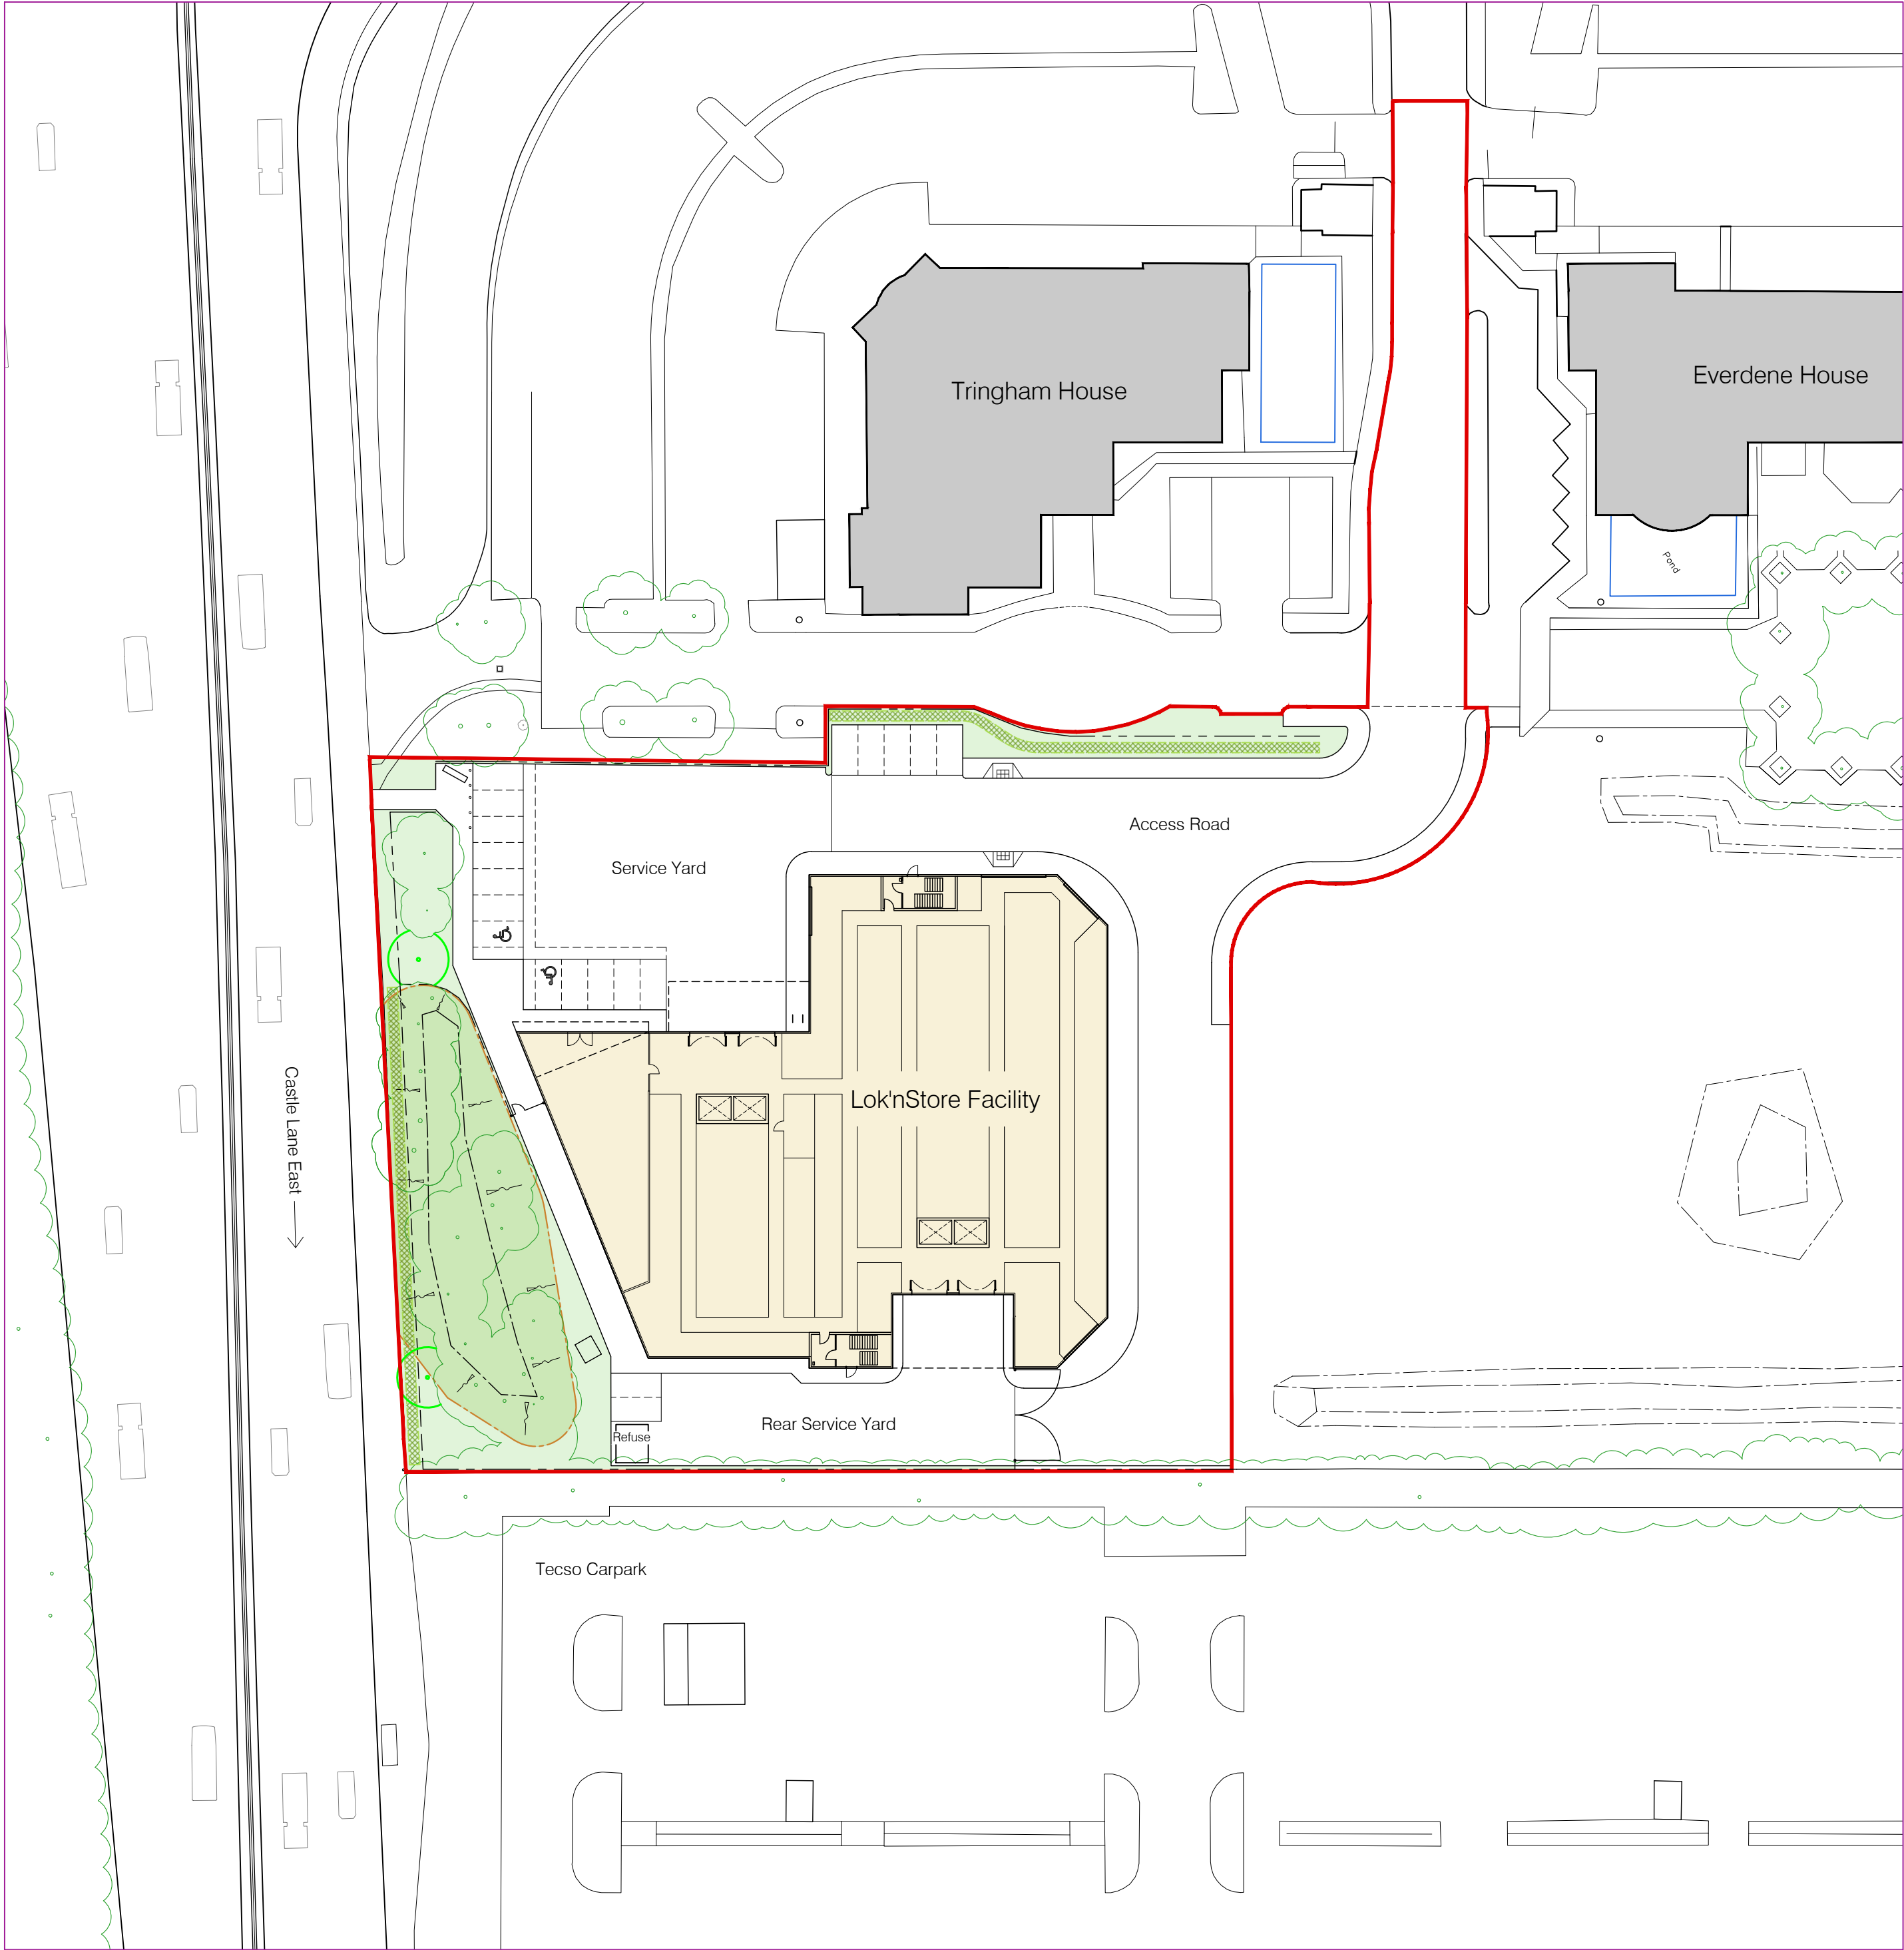 Tringham House
Everdene House
Pond
Access Road
Service Yard
Lok'nStore Facility
Castle Lane East
Rear Service Yard
Refuse
Tecso Carpark